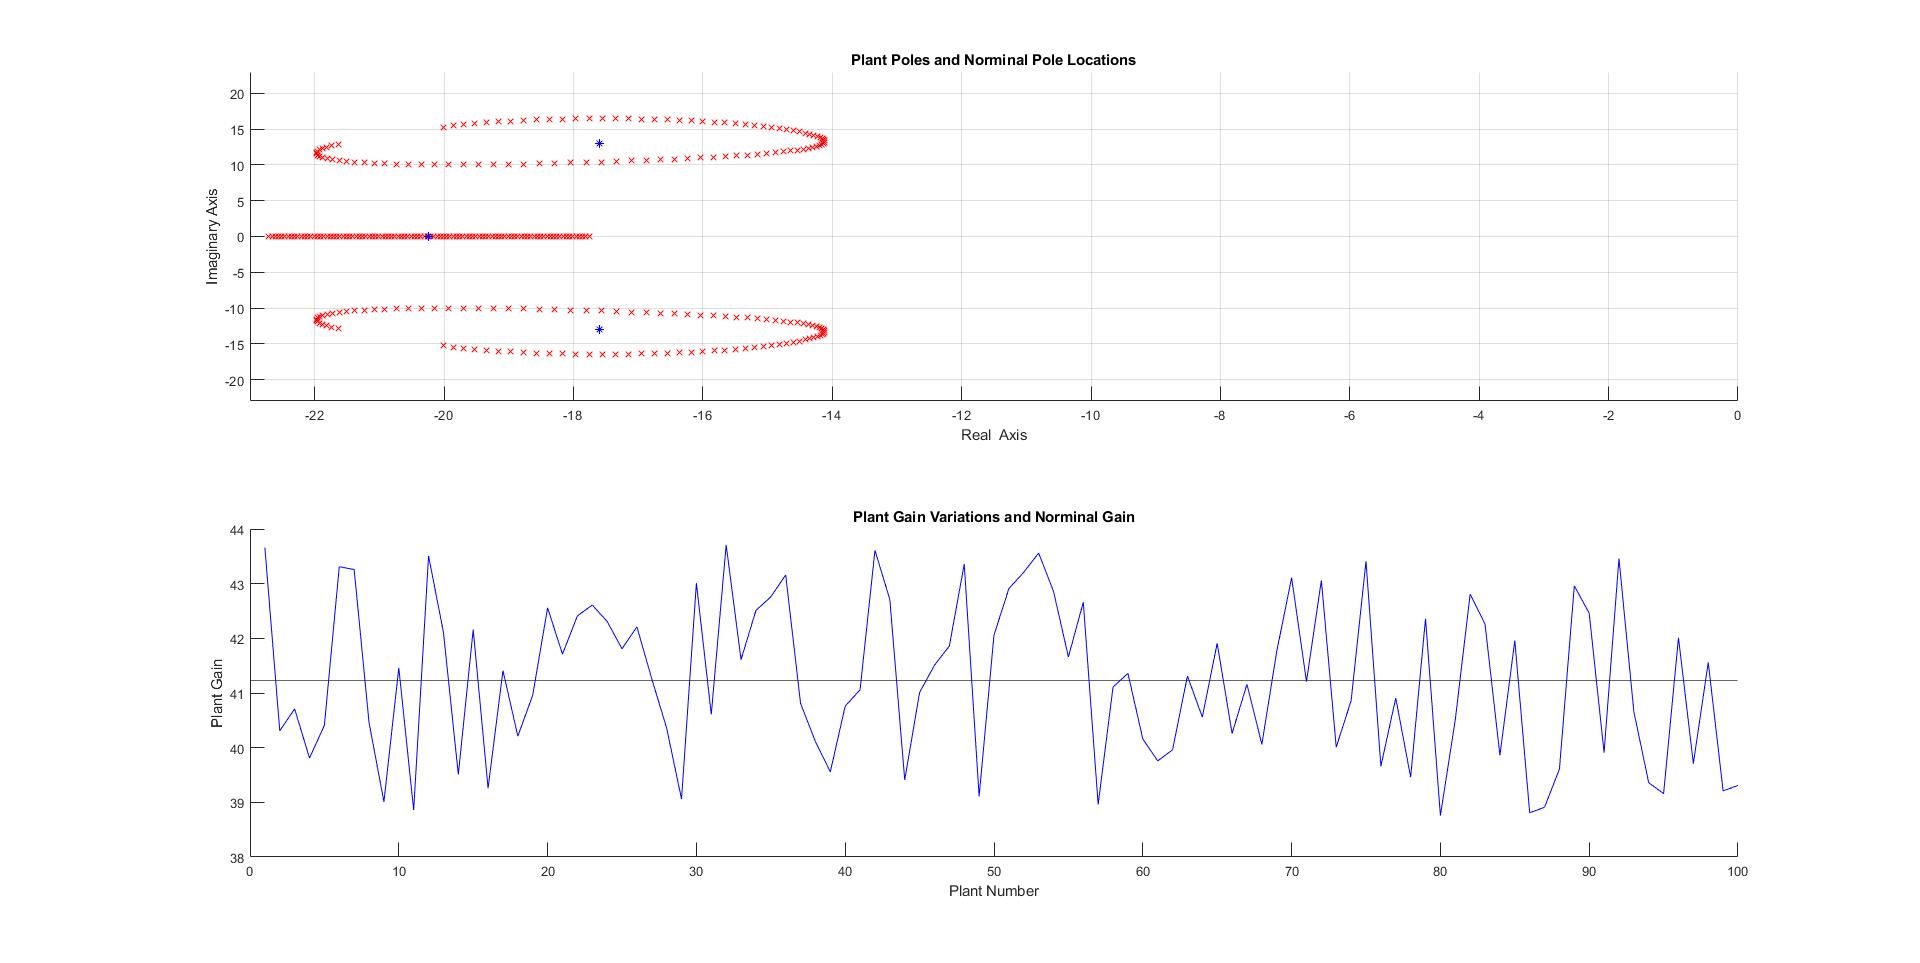 Plant Poles and Norminal Pole Locations
20
15
10
5
0
-5
-10
-15
-20
Imaginary Axis
-22 -20 -18 -16 -14 -12 -10 -8 -6 -4 -2 0
Real Axis
Plant Gain Variations and Norminal Gain
44
43
42
41
40
39
38
Plant Gain
0 10 20 30 40 50 60 70 80 90 100
Plant Number